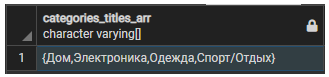 categories_titles_arr
character varying[]
1
{Дом,Электроника,Одежда,Спорт/Отдых}